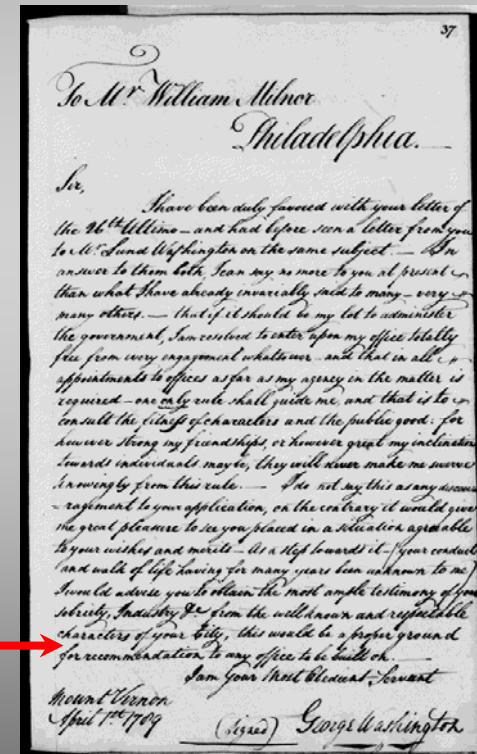 37
To Mr. William Milnor
Philadelphia.
Sir,
I have been duly favored with your letter of
the 26th Ultimo — and had before seen a letter from you
to Mr. Lund Washington on the same subject. — In
answer to them both, I can say no more to you at present
than what I have already invariably said to many — very
many others. — that if it should be my lot to administer
the government, I am resolved to enter upon my office totally
free from every engagement whatsoever — and that in all
appointments to offices as far as my agency in the matter is
required — one only rule shall guide me, and that is to
consult the fitness of characters and the public good: for
however strong my friendships, or however great my inclination
towards individuals may be, they will never make me swerve
knowingly from this rule. — I do not say this as any discou
-ragement to your application, on the contrary it would give
me great pleasure to see you placed in a situation agreable
to your wishes and merits — As a step towards it — (your conduct
and walk of life having for many years been unknown to me)
I would advise you to obtain the most ample testimony of your
sobriety, Industry &c from the well known and respectable
characters of your City, this would be a proper ground
for recommendation to any office to be built on. —
I am Your Most Obedient Servant
Mount Vernon
April 1st 1789
(signed) George Washington